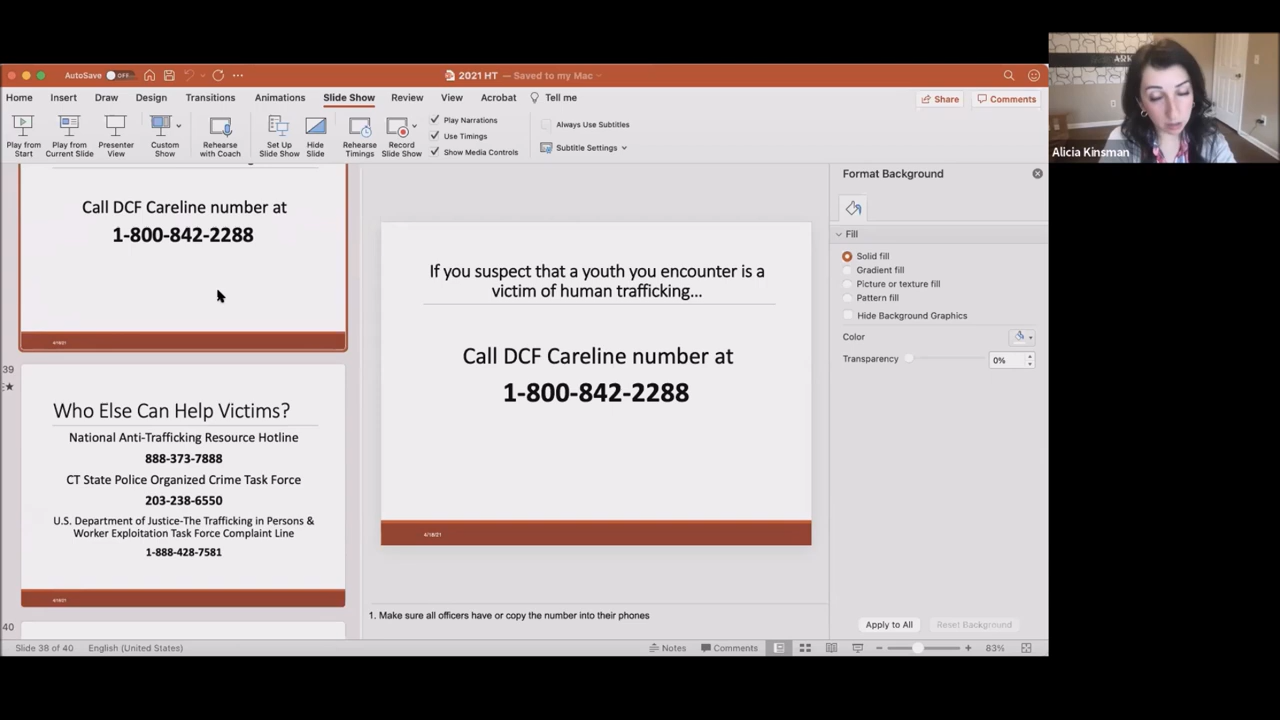 AutoSave OFF
2021 HT — Saved to my Mac
Home Insert Draw Design Transitions Animations Slide Show Review View Acrobat Tell me
Share Comments
Play from Start
Play from Current Slide
Presenter View
Custom Show
Rehearse with Coach
Set Up Slide Show
Hide Slide
Rehearse Timings
Record Slide Show
Play Narrations
Use Timings
Show Media Controls
Always Use Subtitles
Subtitle Settings
Alicia Kinsman
Call DCF Careline number at
1-800-842-2288
4/18/21
39
Who Else Can Help Victims?
National Anti-Trafficking Resource Hotline
888-373-7888
CT State Police Organized Crime Task Force
203-238-6550
U.S. Department of Justice-The Trafficking in Persons &
Worker Exploitation Task Force Complaint Line
1-888-428-7581
4/18/21
40
If you suspect that a youth you encounter is a
victim of human trafficking...
Call DCF Careline number at
1-800-842-2288
4/18/21
1. Make sure all officers have or copy the number into their phones
Format Background
Fill
Solid fill
Gradient fill
Picture or texture fill
Pattern fill
Hide Background Graphics
Color
Transparency 0%
Apply to All Reset Background
Slide 38 of 40 English (United States) Notes Comments 83%